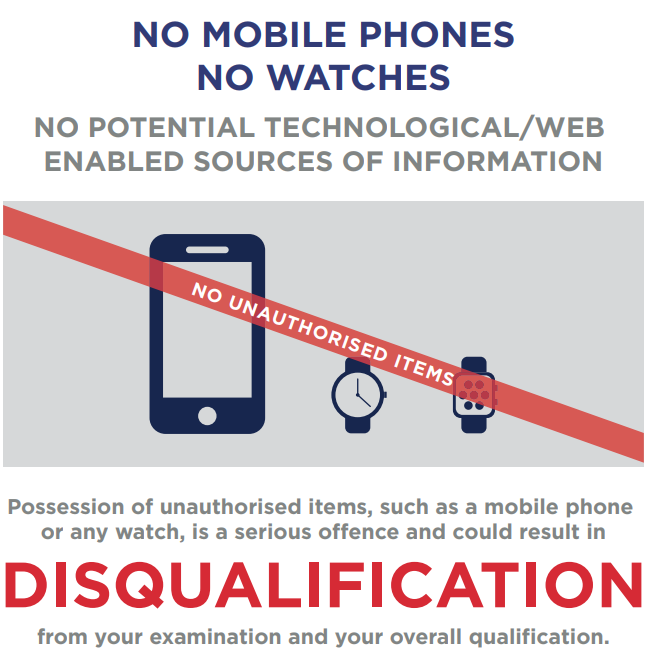 NO MOBILE PHONES
NO WATCHES
NO POTENTIAL TECHNOLOGICAL/WEB
ENABLED SOURCES OF INFORMATION
NO UNAUTHORISED ITEMS
Possession of unauthorised items, such as a mobile phone
or any watch, is a serious offence and could result in
DISQUALIFICATION
from your examination and your overall qualification.